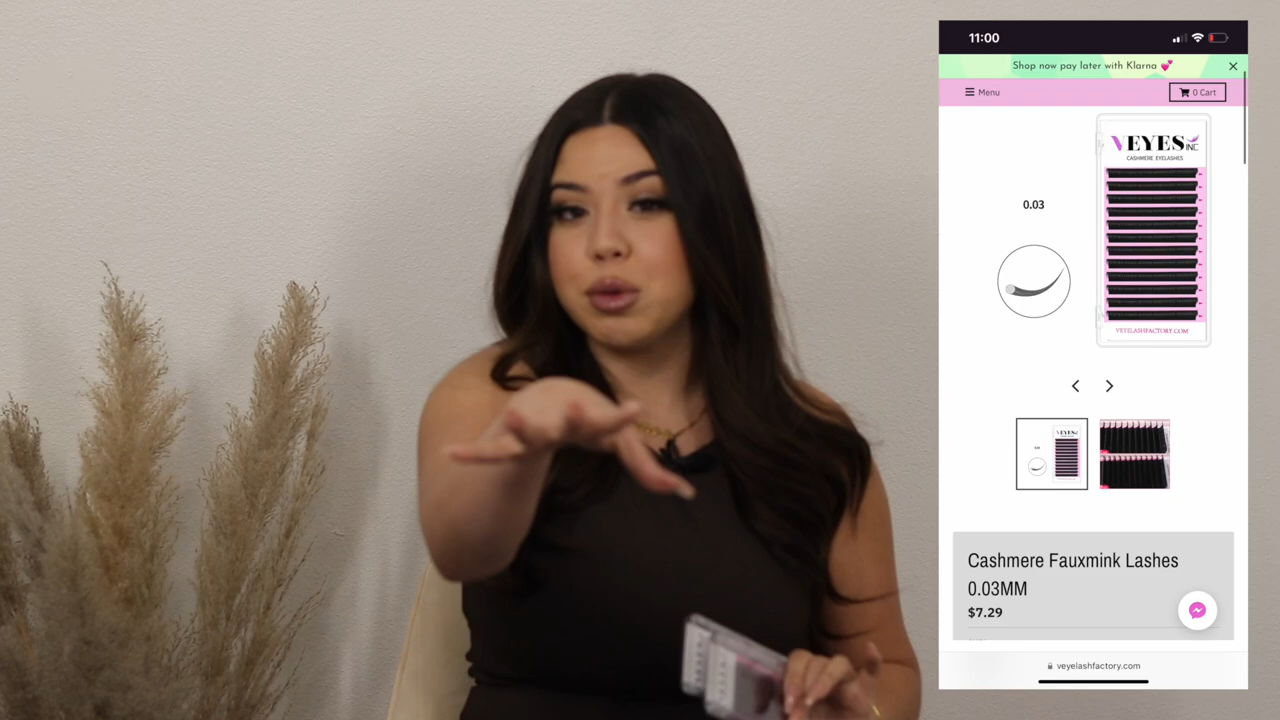 11:00
Shop now pay later with Klarna 💕
Menu
0 Cart
VEYES INC
CASHMERE EYELASHES
0.03
VEYELASHFACTORY.COM
Cashmere Fauxmink Lashes
0.03MM
$7.29
veyelashfactory.com